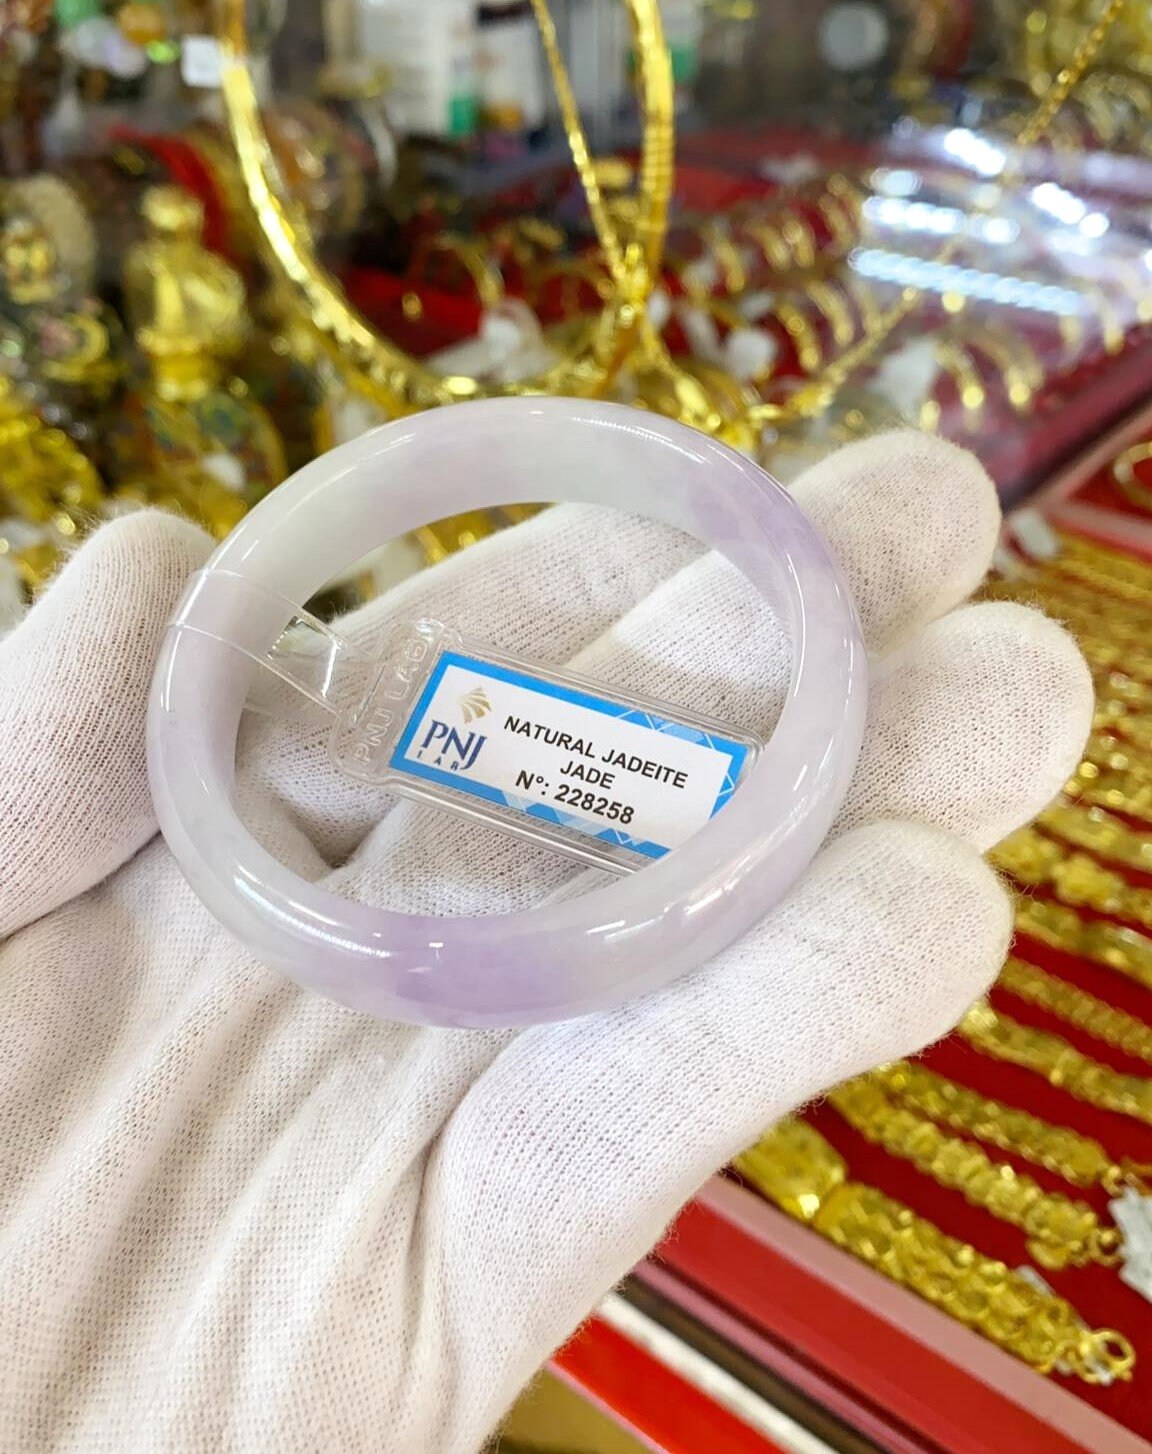 PNJ LAB
PNJ
LAB
NATURAL JADEITE
JADE
N°: 228258